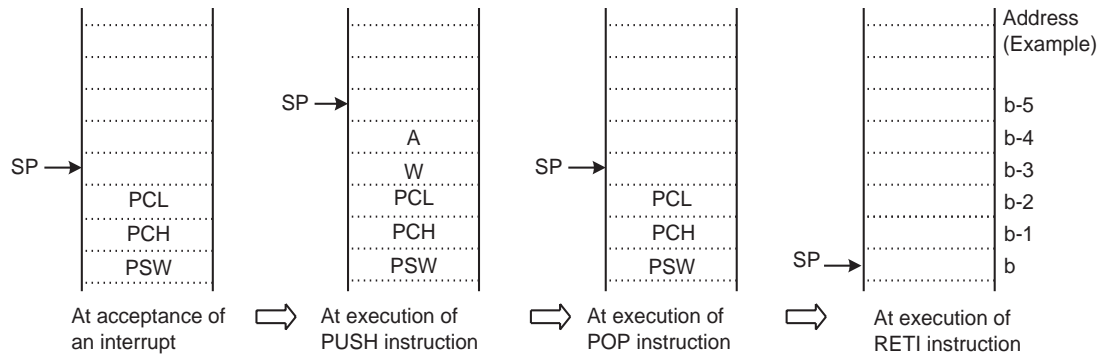 Address
(Example)
SP
b-5
A
b-4
SP
W
SP
b-3
PCL
PCL
PCL
b-2
PCH
PCH
PCH
b-1
PSW
PSW
PSW
SP
b
At acceptance of
an interrupt
At execution of
PUSH instruction
At execution of
POP instruction
At execution of
RETI instruction